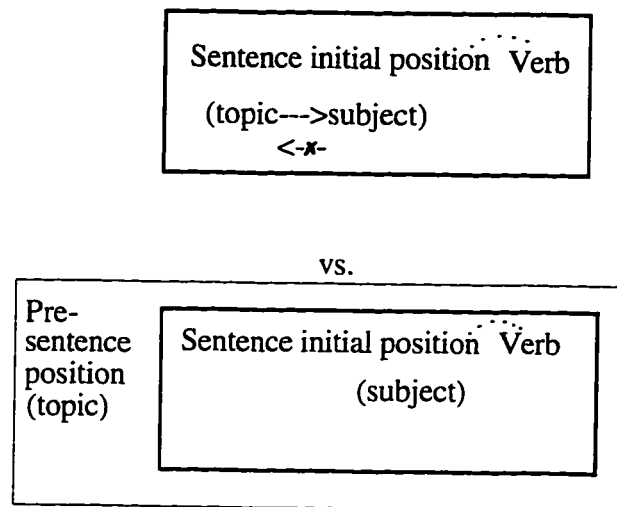 Sentence initial position ..... Verb
(topic--->subject)
<-x-
vs.
Pre-
sentence
position
(topic)
Sentence initial position ..... Verb
(subject)